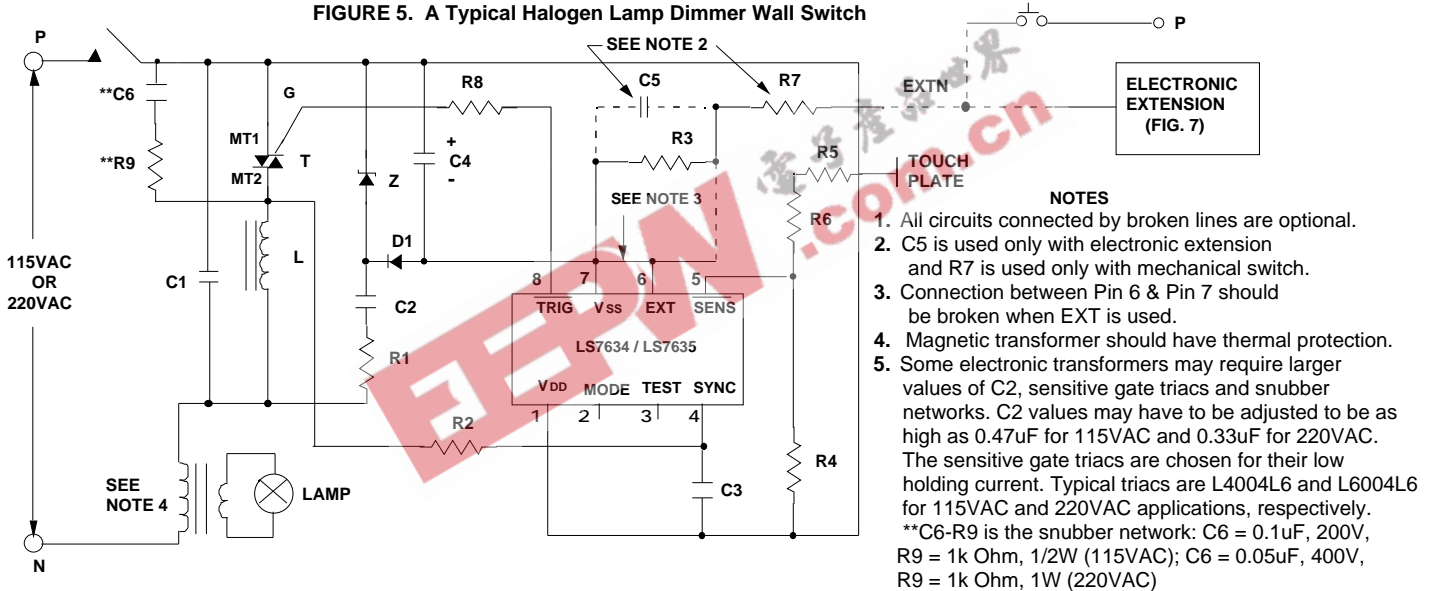 FIGURE 5. A Typical Halogen Lamp Dimmer Wall Switch
P
P
SEE NOTE 2
**C6
G
R8
C5
R7
EXTN
ELECTRONIC
EXTENSION
(FIG. 7)
MT1
**R9
T
MT2
+
C4
-
R3
R5
TOUCH
PLATE
Z
SEE NOTE 3
R6
NOTES
1. All circuits connected by broken lines are optional.
2. C5 is used only with electronic extension
and R7 is used only with mechanical switch.
3. Connection between Pin 6 & Pin 7 should
be broken when EXT is used.
4. Magnetic transformer should have thermal protection.
5. Some electronic transformers may require larger
values of C2, sensitive gate triacs and snubber
networks. C2 values may have to be adjusted to be as
high as 0.47uF for 115VAC and 0.33uF for 220VAC.
The sensitive gate triacs are chosen for their low
holding current. Typical triacs are L4004L6 and L6004L6
for 115VAC and 220VAC applications, respectively.
**C6-R9 is the snubber network: C6 = 0.1uF, 200V,
R9 = 1k Ohm, 1/2W (115VAC); C6 = 0.05uF, 400V,
R9 = 1k Ohm, 1W (220VAC)
115VAC
OR
220VAC
C1
L
D1
C2
R1
8 7 6 5
TRIG VSS EXT SENS
LS7634 / LS7635
VDD MODE TEST SYNC
1 2 3 4
R2
R4
C3
SEE
NOTE 4
LAMP
N
EEPW
.com.cn
電子產品世界